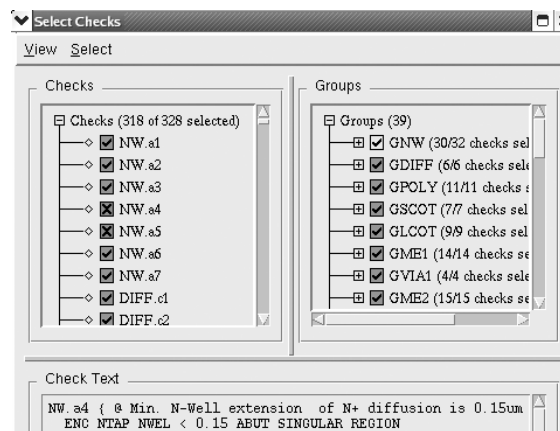 Select Checks
View Select
Checks
Checks (318 of 328 selected)
NW.a1
NW.a2
NW.a3
NW.a4
NW.a5
NW.a6
NW.a7
DIFF.c1
DIFF.c2
Groups
Groups (39)
GNW (30/32 checks sel
GDIFF (6/6 checks sele
GPOLY (11/11 checks s
GSCOT (7/7 checks sel
GLCOT (9/9 checks sel
GME1 (14/14 checks se
GVIA1 (4/4 checks sele
GME2 (15/15 checks se
Check Text
NW.a4 { @ Min. N-Well extension of N+ diffusion is 0.15um
ENC NTAP NWEL < 0.15 ABUT SINGULAR REGION